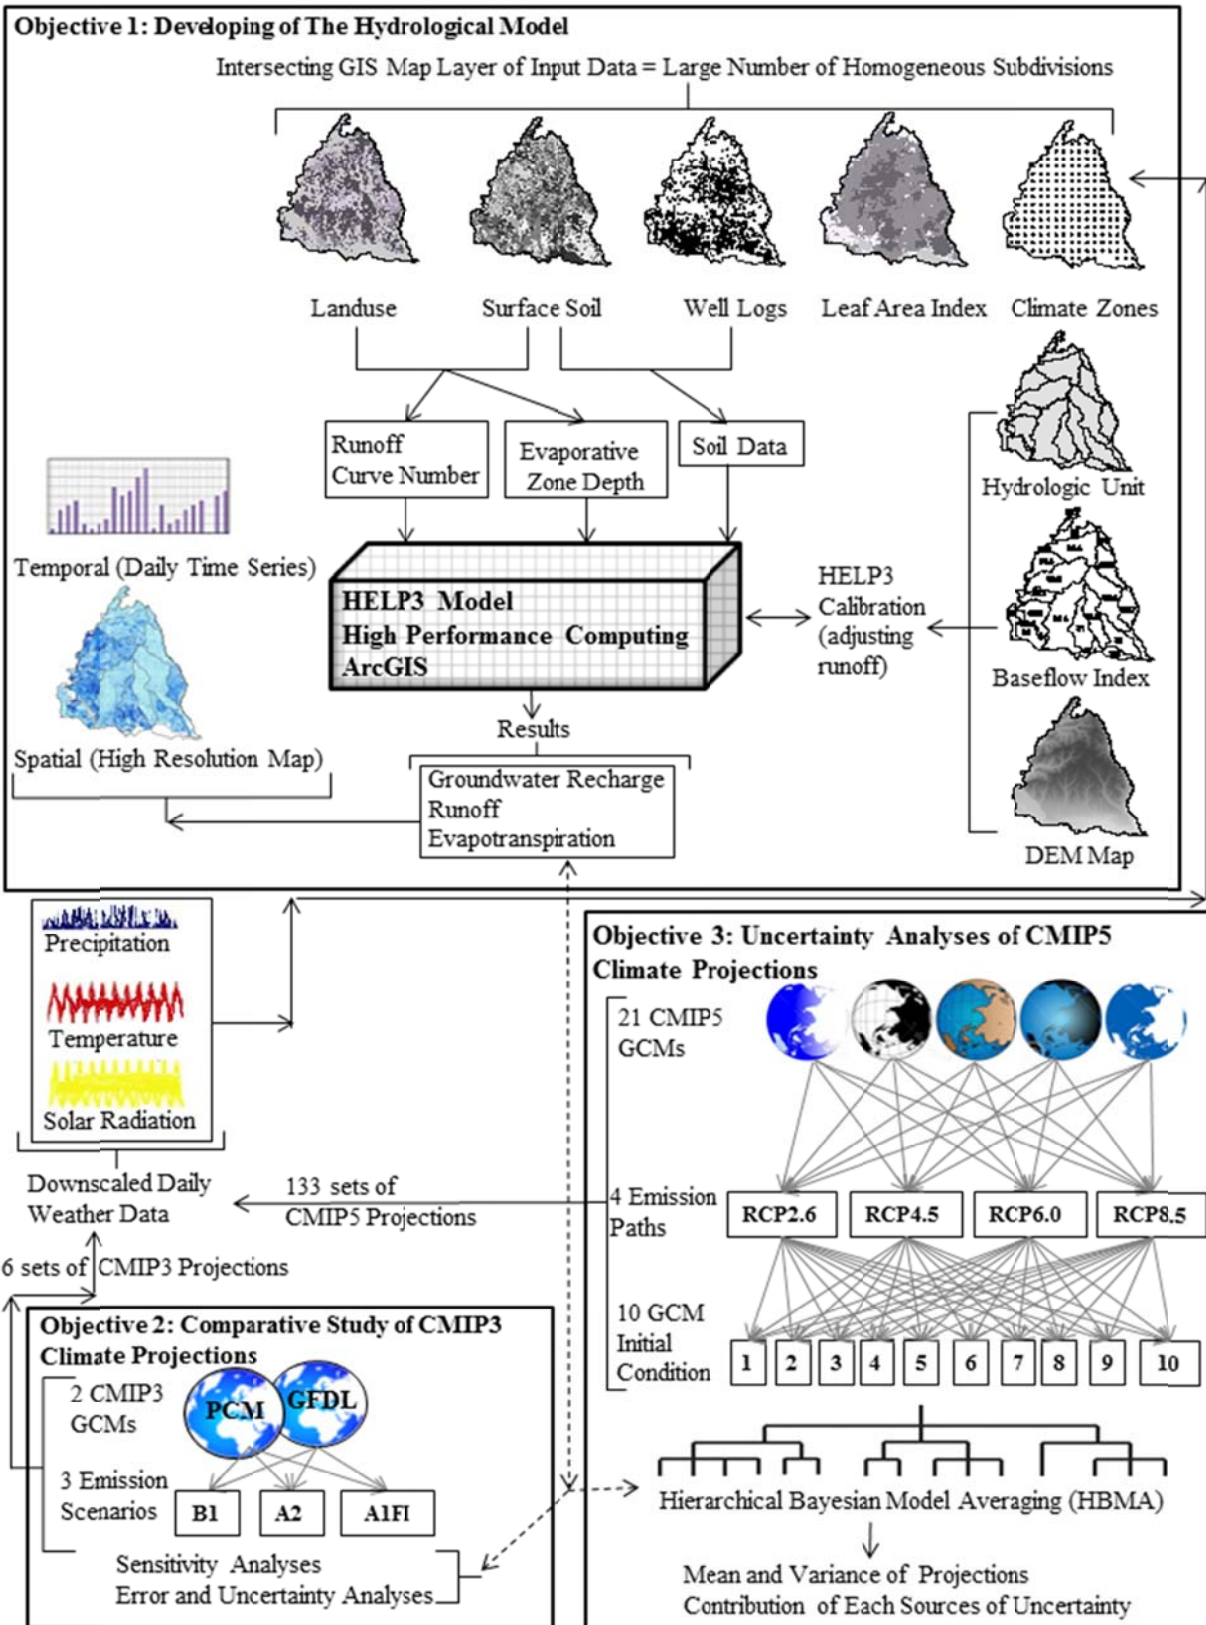 Objective 1: Developing of The Hydrological Model
Intersecting GIS Map Layer of Input Data = Large Number of Homogeneous Subdivisions
Landuse
Surface Soil
Well Logs
Leaf Area Index
Climate Zones
Runoff
Curve Number
Evaporative
Zone Depth
Soil Data
Hydrologic Unit
Temporal (Daily Time Series)
HELP3 Model
High Performance Computing
ArcGIS
HELP3
Calibration
(adjusting
runoff)
Baseflow Index
Spatial (High Resolution Map)
Results
Groundwater Recharge
Runoff
Evapotranspiration
DEM Map
Precipitation
Temperature
Solar Radiation
Downscaled Daily
Weather Data
133 sets of
CMIP5 Projections
6 sets of CMIP3 Projections
Objective 3: Uncertainty Analyses of CMIP5
Climate Projections
21 CMIP5
GCMs
4 Emission
Paths
RCP2.6
RCP4.5
RCP6.0
RCP8.5
10 GCM
Initial
Condition
1
2
3
4
5
6
7
8
9
10
Hierarchical Bayesian Model Averaging (HBMA)
Mean and Variance of Projections
Contribution of Each Sources of Uncertainty
Objective 2: Comparative Study of CMIP3
Climate Projections
2 CMIP3
GCMs
PCM
GFDL
3 Emission
Scenarios
B1
A2
A1FI
Sensitivity Analyses
Error and Uncertainty Analyses